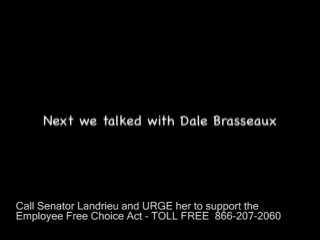 Next we talked with Dale Brasseaux
Call Senator Landrieu and URGE her to support the
Employee Free Choice Act - TOLL FREE  866-207-2060